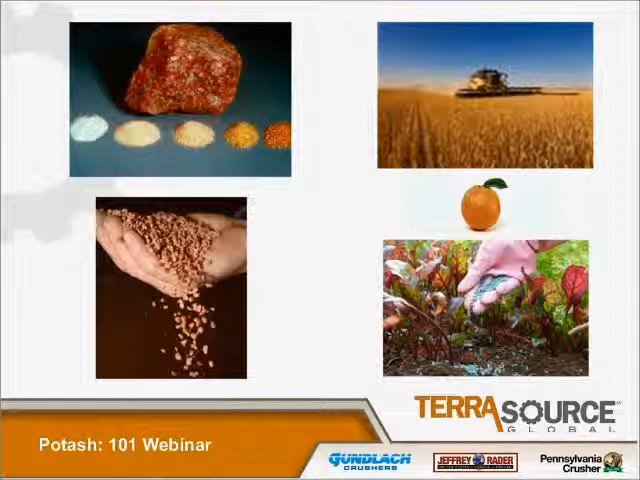 Potash: 101 Webinar
TERRASOURCE
GLOBAL
GUNDLACH
CRUSHERS
JEFFREY RADER
Pennsylvania
Crusher